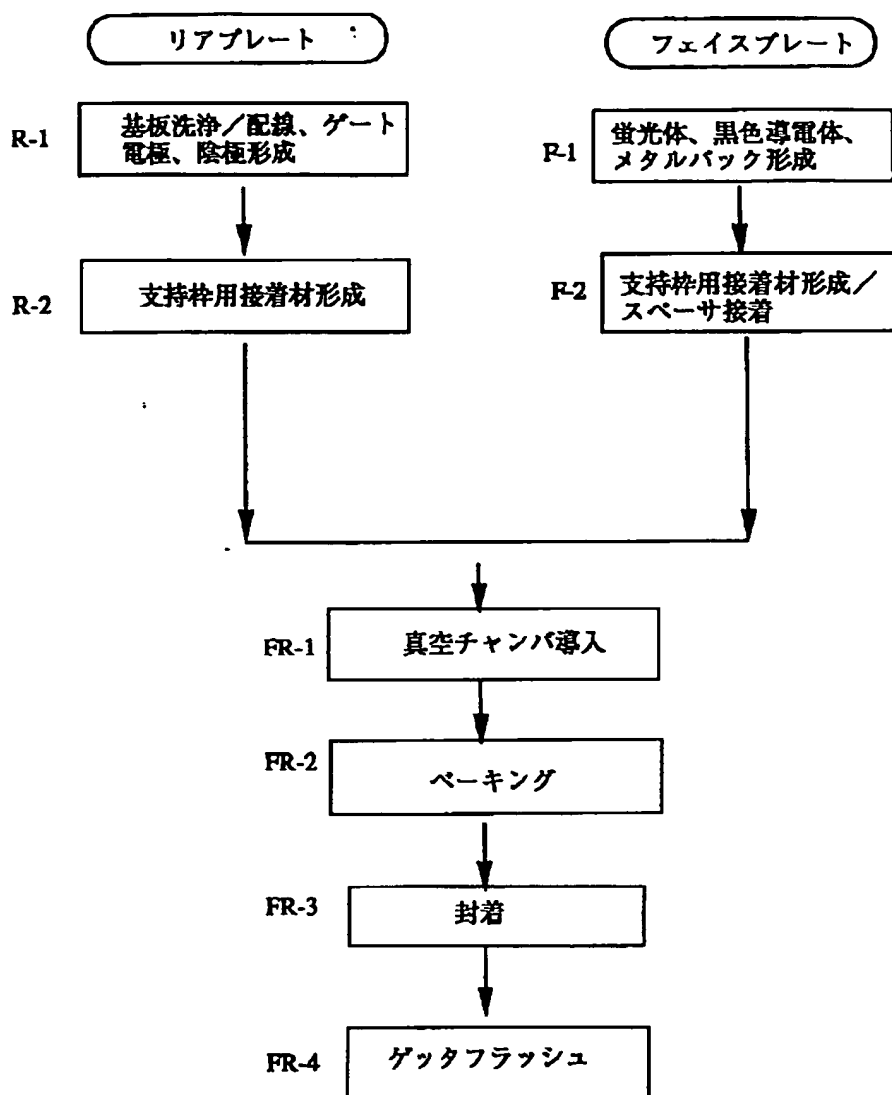 リアプレート
フェイスプレート
R-1
基板洗浄／配線、ゲート
電極、陰極形成
F-1
蛍光体、黒色導電体、
メタルバック形成
R-2
支持枠用接着材形成
F-2
支持枠用接着材形成／
スペーサ接着
FR-1
真空チャンバ導入
FR-2
ベーキング
FR-3
封着
FR-4
ゲッタフラッシュ